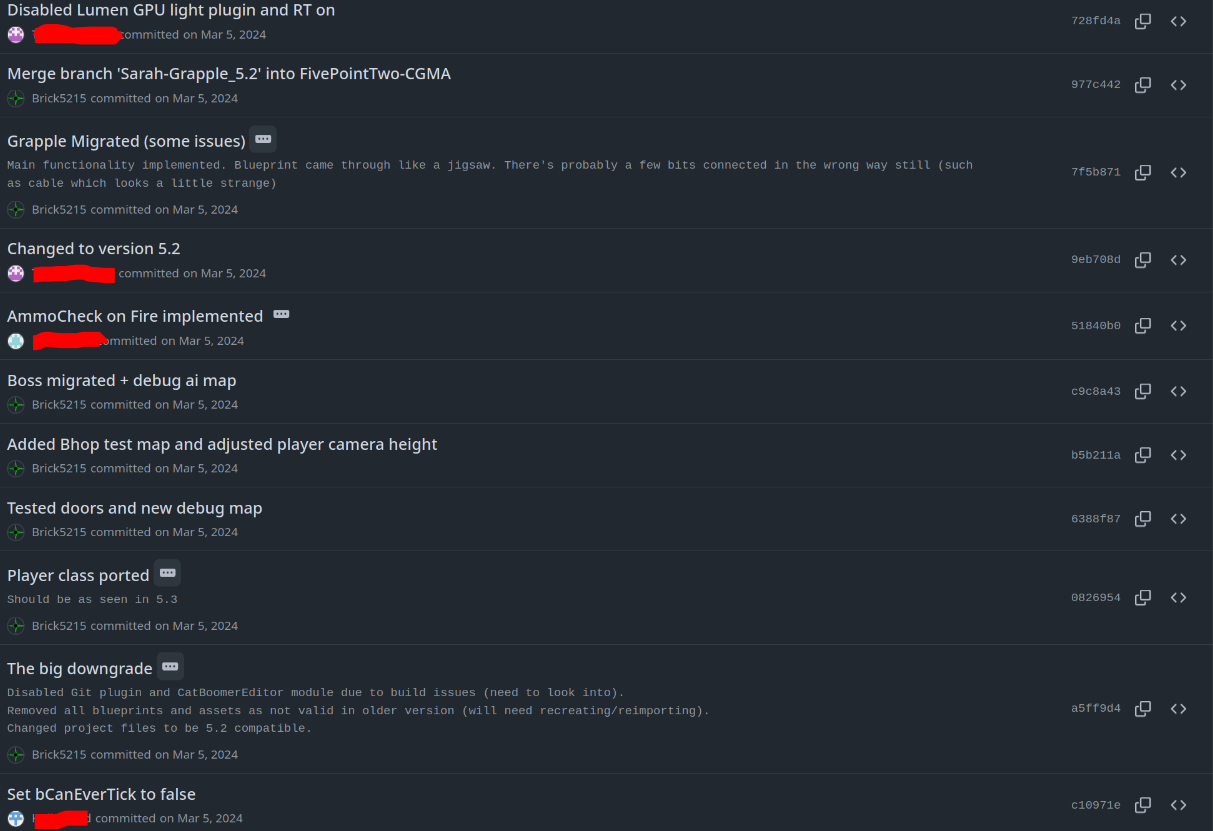 Disabled Lumen GPU light plugin and RT on
728fd4a
committed on Mar 5, 2024
Merge branch 'Sarah-Grapple_5.2' into FivePointTwo-CGMA
977c442
Brick5215 committed on Mar 5, 2024
Grapple Migrated (some issues)
Main functionality implemented. Blueprint came through like a jigsaw. There's probably a few bits connected in the wrong way still (such
as cable which looks a little strange)
7f5b871
Brick5215 committed on Mar 5, 2024
Changed to version 5.2
9eb708d
committed on Mar 5, 2024
AmmoCheck on Fire implemented
51840b0
committed on Mar 5, 2024
Boss migrated + debug ai map
c9c8a43
Brick5215 committed on Mar 5, 2024
Added Bhop test map and adjusted player camera height
b5b211a
Brick5215 committed on Mar 5, 2024
Tested doors and new debug map
6388f87
Brick5215 committed on Mar 5, 2024
Player class ported
Should be as seen in 5.3
0826954
Brick5215 committed on Mar 5, 2024
The big downgrade
Disabled Git plugin and CatBoomerEditor module due to build issues (need to look into).
Removed all blueprints and assets as not valid in older version (will need recreating/reimporting).
a5ff9d4
Changed project files to be 5.2 compatible.
Brick5215 committed on Mar 5, 2024
Set bCanEverTick to false
c10971e
committed on Mar 5, 2024